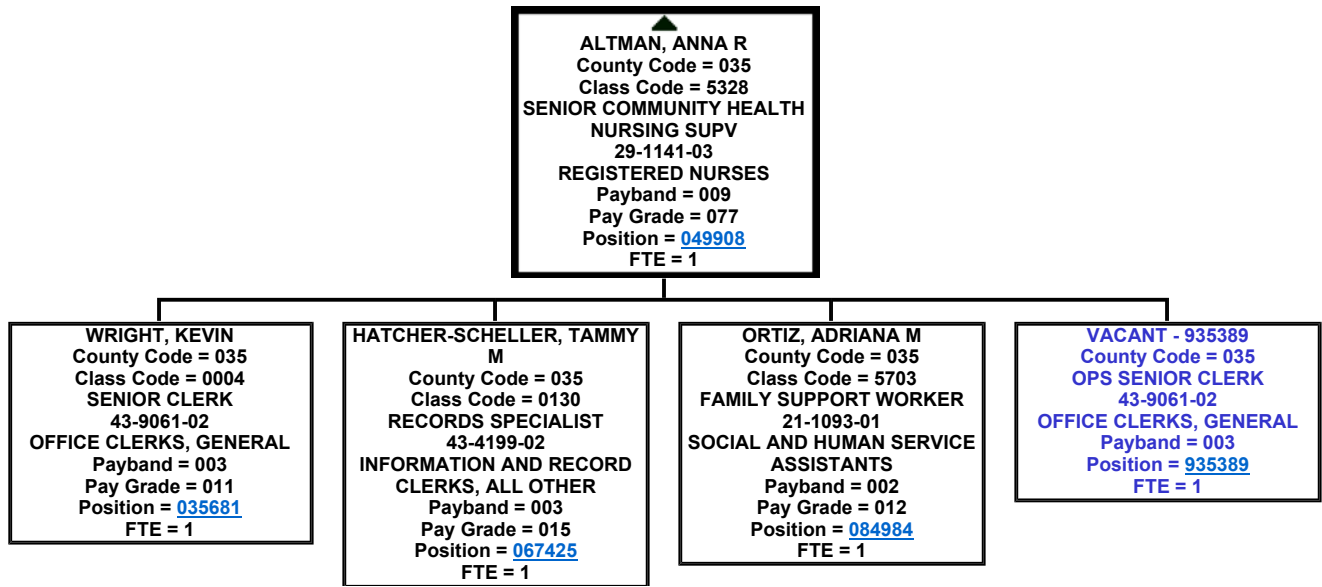 ALTMAN, ANNA R
County Code = 035
Class Code = 5328
SENIOR COMMUNITY HEALTH
NURSING SUPV
29-1141-03
REGISTERED NURSES
Payband = 009
Pay Grade = 077
Position = 049908
FTE = 1
WRIGHT, KEVIN
County Code = 035
Class Code = 0004
SENIOR CLERK
43-9061-02
OFFICE CLERKS, GENERAL
Payband = 003
Pay Grade = 011
Position = 035681
FTE = 1
HATCHER-SCHELLER, TAMMY
M
County Code = 035
Class Code = 0130
RECORDS SPECIALIST
43-4199-02
INFORMATION AND RECORD
CLERKS, ALL OTHER
Payband = 003
Pay Grade = 015
Position = 067425
FTE = 1
ORTIZ, ADRIANA M
County Code = 035
Class Code = 5703
FAMILY SUPPORT WORKER
21-1093-01
SOCIAL AND HUMAN SERVICE
ASSISTANTS
Payband = 002
Pay Grade = 012
Position = 084984
FTE = 1
VACANT - 935389
County Code = 035
OPS SENIOR CLERK
43-9061-02
OFFICE CLERKS, GENERAL
Payband = 003
Position = 935389
FTE = 1